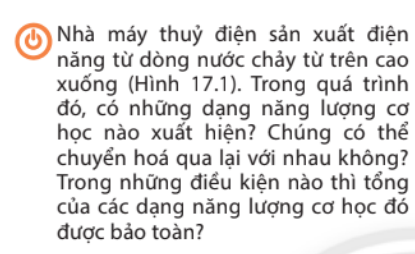 Nhà máy thuỷ điện sản xuất điện
năng từ dòng nước chảy từ trên cao
xuống (Hình 17.1). Trong quá trình
đó, có những dạng năng lượng cơ
học nào xuất hiện? Chúng có thể
chuyển hoá qua lại với nhau không?
Trong những điều kiện nào thì tổng
của các dạng năng lượng cơ học đó
được bảo toàn?